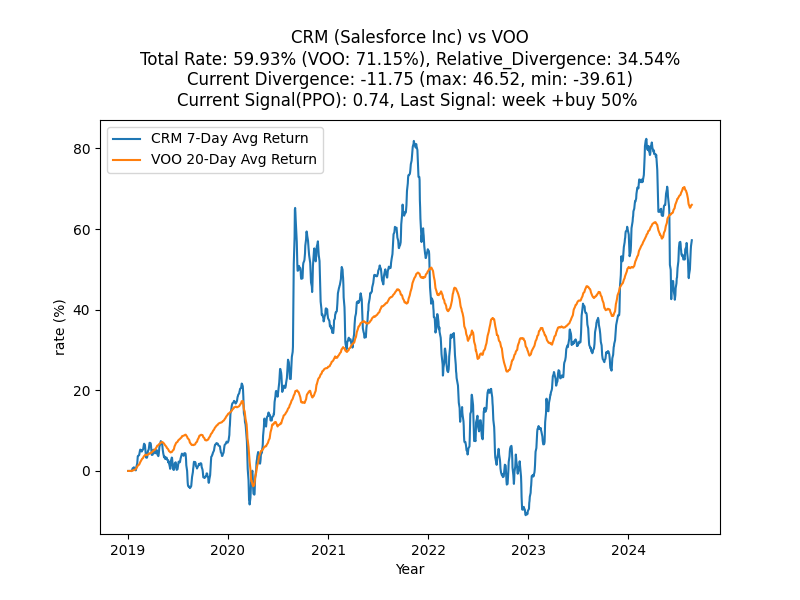 CRM (Salesforce Inc) vs VOO
Total Rate: 59.93% (VOO: 71.15%), Relative_Divergence: 34.54%
Current Divergence: -11.75 (max: 46.52, min: -39.61)
Current Signal(PPO): 0.74, Last Signal: week +buy 50%
CRM 7-Day Avg Return
VOO 20-Day Avg Return
rate (%)
80
60
40
20
0
2019 2020 2021 2022 2023 2024
Year